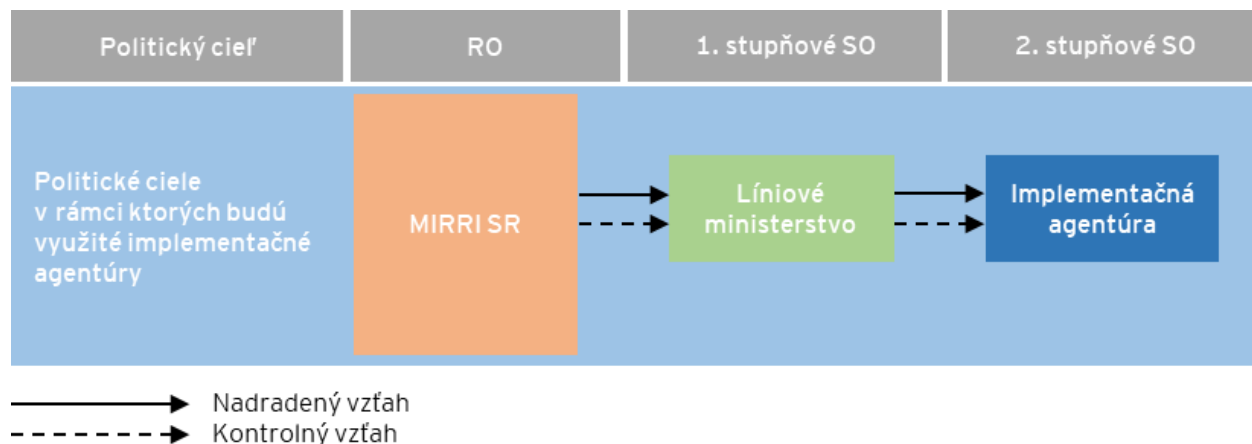 Politický cieľ
RO
1. stupňové SO
2. stupňové SO
Politické ciele
v rámci ktorých budú
využité implementačné
agentúry
MIRRI SR
Líniové
ministerstvo
Implementačná
agentúra
Nadradený vzťah
Kontrolný vzťah